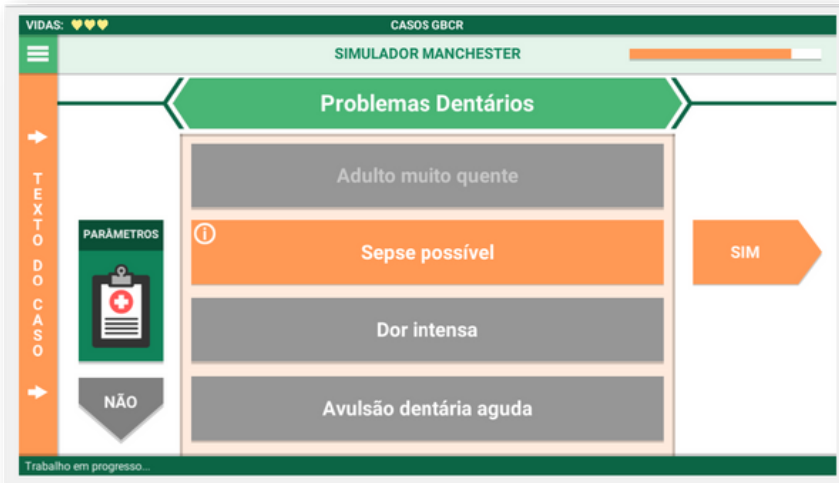 VIDAS:
CASOS GBCR
SIMULADOR MANCHESTER
Problemas Dentários
TEXTO DO CASO
Adulto muito quente
PARÂMETROS
Sepse possível
SIM
Dor intensa
NÃO
Avulsão dentária aguda
Trabalho em progresso...